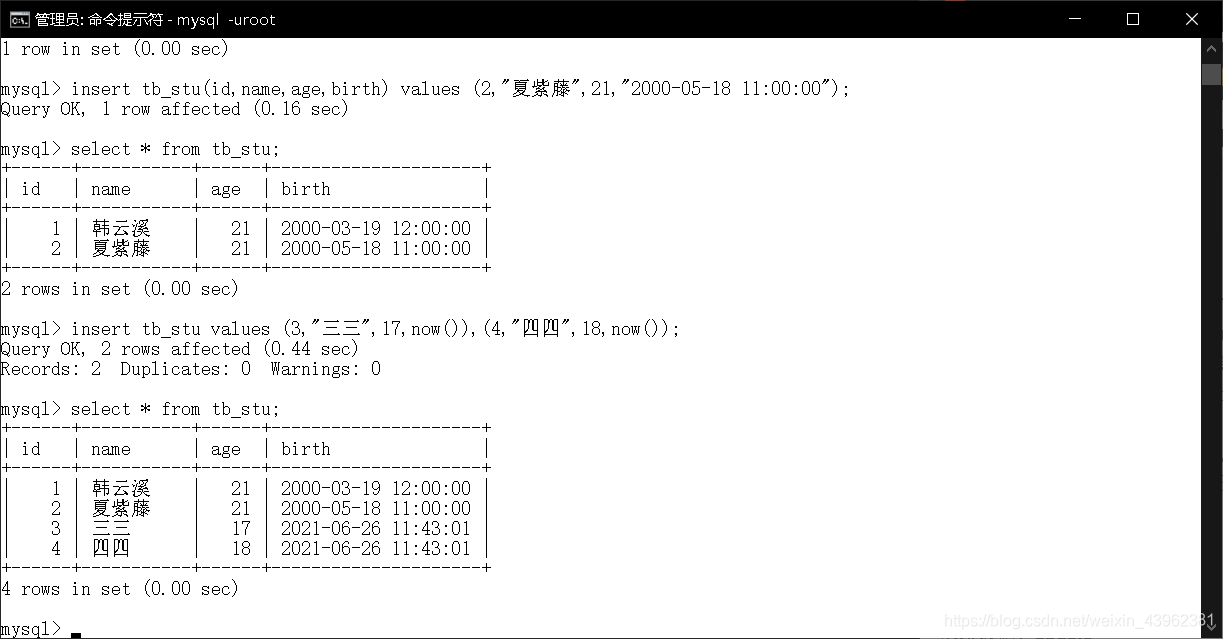 管理员: 命令提示符 - mysql -uroot
1 row in set (0.00 sec)
mysql> insert tb_stu(id,name,age,birth) values (2,"夏紫藤",21,"2000-05-18 11:00:00");
Query OK, 1 row affected (0.16 sec)
mysql> select * from tb_stu;
+------+-----------+------+---------------------+
| id   | name      | age  | birth               |
+------+-----------+------+---------------------+
|    1 | 韩云溪    |   21 | 2000-03-19 12:00:00 |
|    2 | 夏紫藤    |   21 | 2000-05-18 11:00:00 |
+------+-----------+------+---------------------+
2 rows in set (0.00 sec)
mysql> insert tb_stu values (3,"三三",17,now()),(4,"四四",18,now());
Query OK, 2 rows affected (0.44 sec)
Records: 2  Duplicates: 0  Warnings: 0
mysql> select * from tb_stu;
+------+-----------+------+---------------------+
| id   | name      | age  | birth               |
+------+-----------+------+---------------------+
|    1 | 韩云溪    |   21 | 2000-03-19 12:00:00 |
|    2 | 夏紫藤    |   21 | 2000-05-18 11:00:00 |
|    3 | 三三      |   17 | 2021-06-26 11:43:01 |
|    4 | 四四      |   18 | 2021-06-26 11:43:01 |
+------+-----------+------+---------------------+
4 rows in set (0.00 sec)
mysql>
https://blog.csdn.net/weixin_43962381